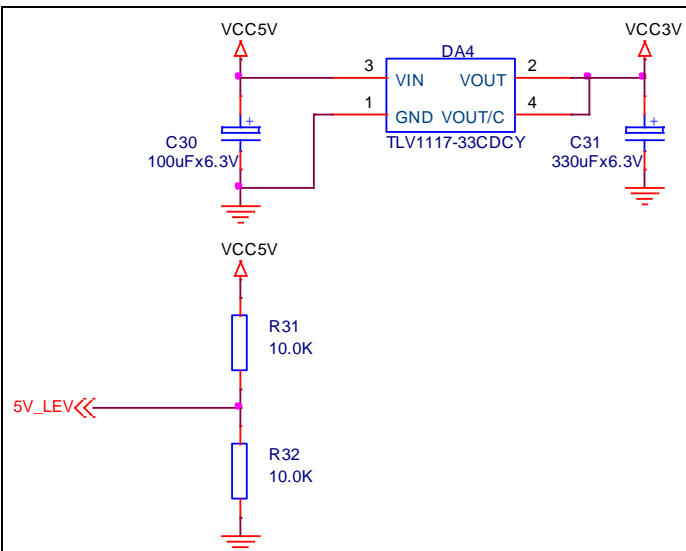 VCC5V
VCC3V
DA4
3
VIN
VOUT
2
1
GND
VOUT/C
4
TLV1117-33CDCY
+
C30
100uFx6.3V
+
C31
330uFx6.3V
VCC5V
R31
10.0K
5V_LEV
R32
10.0K